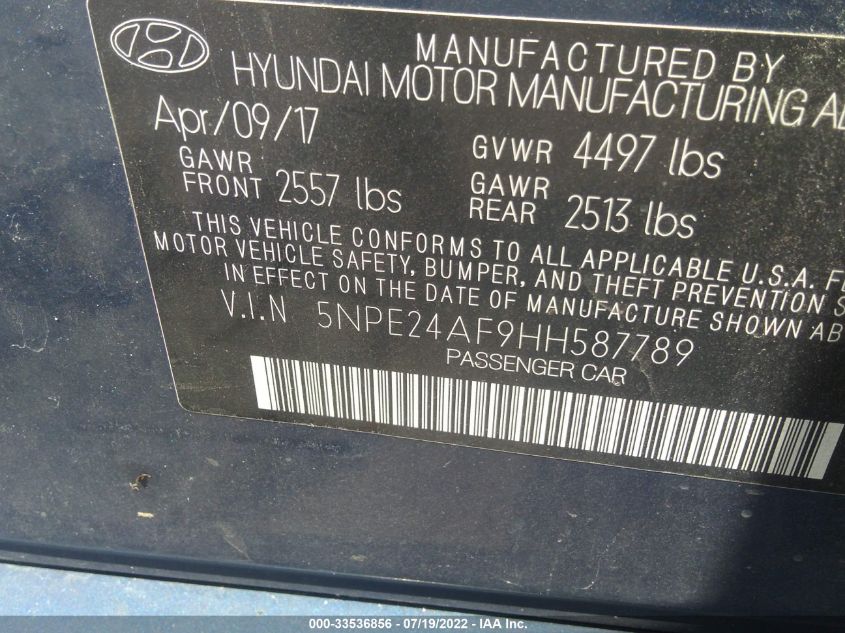 MANUFACTURED BY
HYUNDAI MOTOR MANUFACTURING
Apr/09/17
GVWR 4497 lbs
GAWR FRONT 2557 lbs
GAWR REAR 2513 lbs
THIS VEHICLE CONFORMS TO ALL APPLICABLE U.S.A.
MOTOR VEHICLE SAFETY, BUMPER, AND THEFT PREVENTION
IN EFFECT ON THE DATE OF MANUFACTURE SHOWN
V.I.N 5NPE24AF9HH587789
PASSENGER CAR
000-33536856 - 07/19/2022 - IAA Inc.